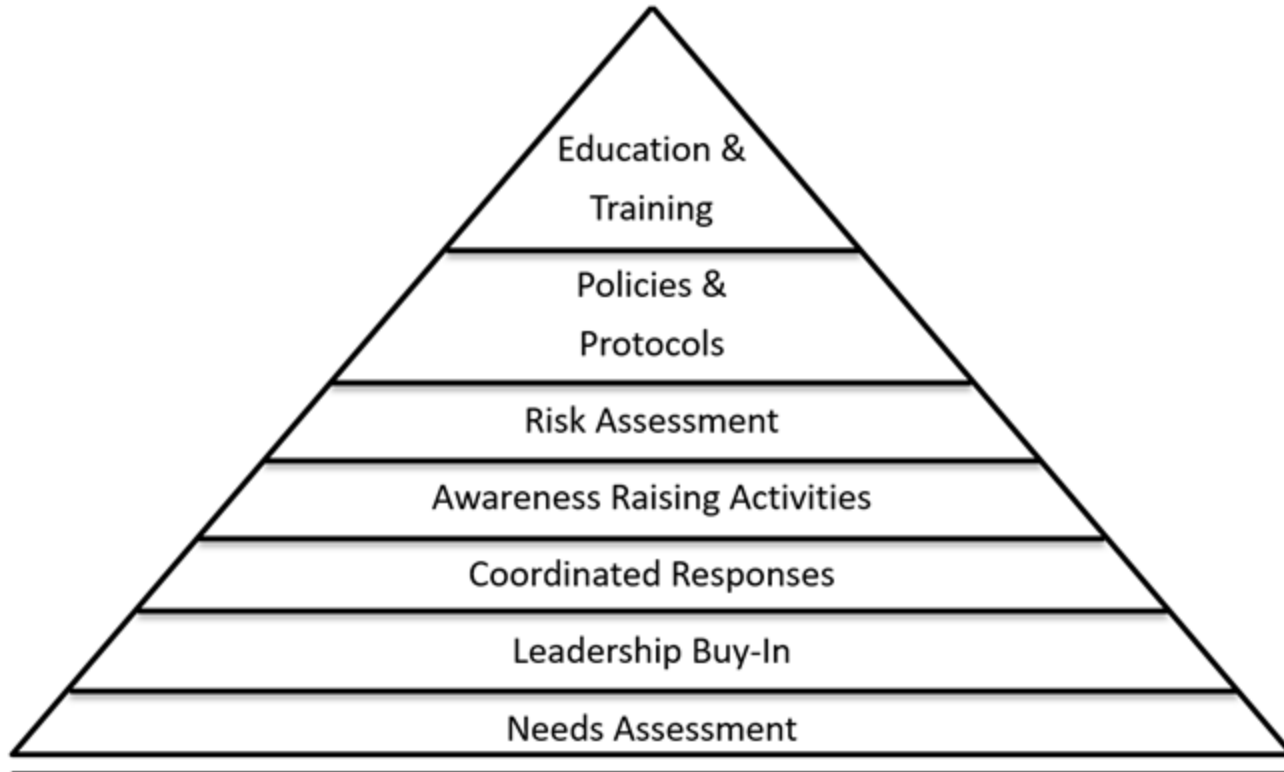 Education &
Training
Policies &
Protocols
Risk Assessment
Awareness Raising Activities
Coordinated Responses
Leadership Buy-In
Needs Assessment